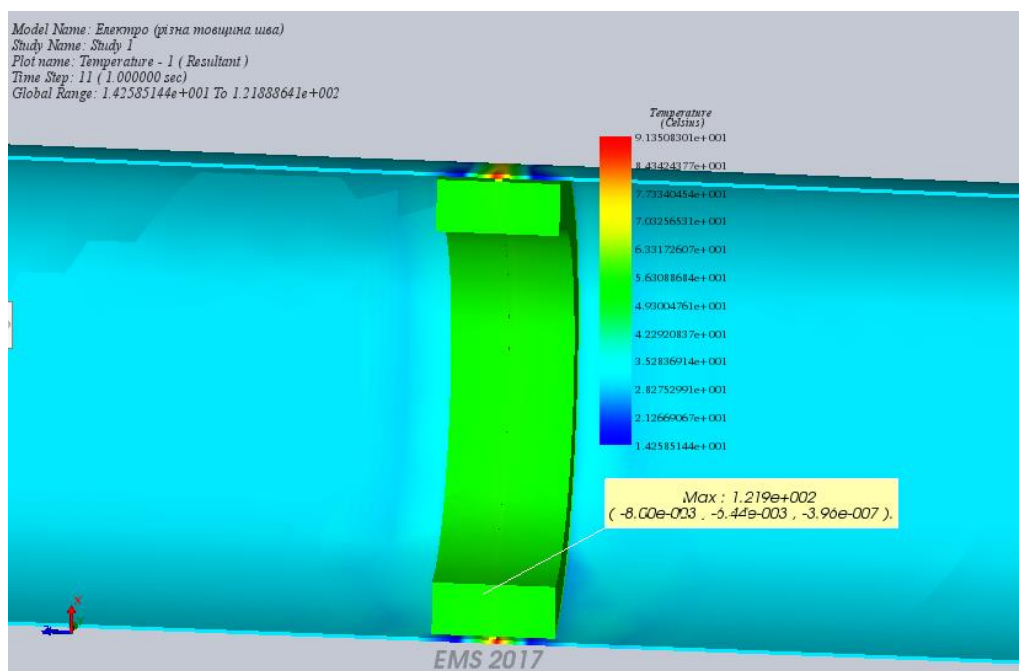 Model Name: Електро (різна товщина шва)
Study Name: Study 1
Plot name: Temperature - 1 ( Resultant )
Time Step: 11 ( 1.000000 sec)
Global Range: 1.42585144e+001 To 1.21888641e+002
Temperature
(Celsius)
9.13508301e+001
8.43424377e+001
7.73340454e+001
7.03256531e+001
6.33172607e+001
5.63088684e+001
4.93004761e+001
4.22920837e+001
3.52836914e+001
2.82752991e+001
2.12669067e+001
1.42585144e+001
Max : 1.219e+002
( -8.00e-003 , -6.44e-003 , -3.96e-007 ).
x
z
EMS 2017